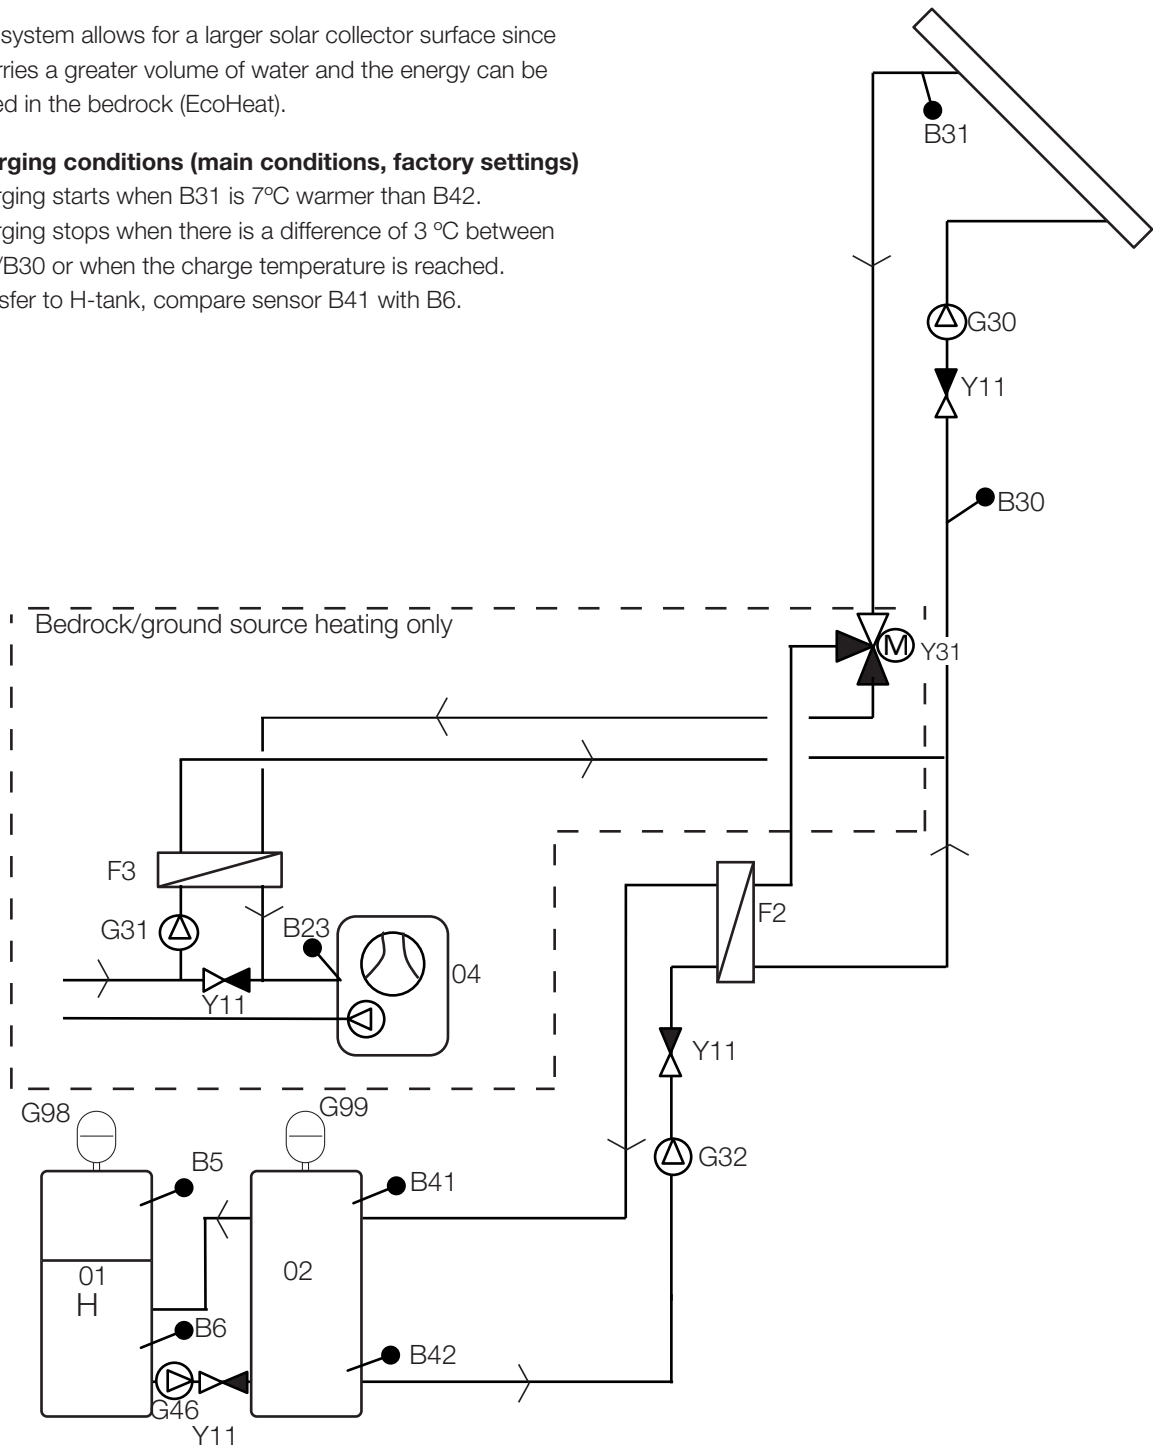 system allows for a larger solar collector surface since
rries a greater volume of water and the energy can be
ed in the bedrock (EcoHeat).
rging conditions (main conditions, factory settings)
rging starts when B31 is 7ºC warmer than B42.
rging stops when there is a difference of 3 ºC between
/B30 or when the charge temperature is reached.
sfer to H-tank, compare sensor B41 with B6.
B31
G30
Y11
B30
Bedrock/ground source heating only
M
Y31
F3
F2
G31
B23
04
Y11
Y11
G98
G99
G32
B5
B41
01
02
H
B6
B42
G46
Y11